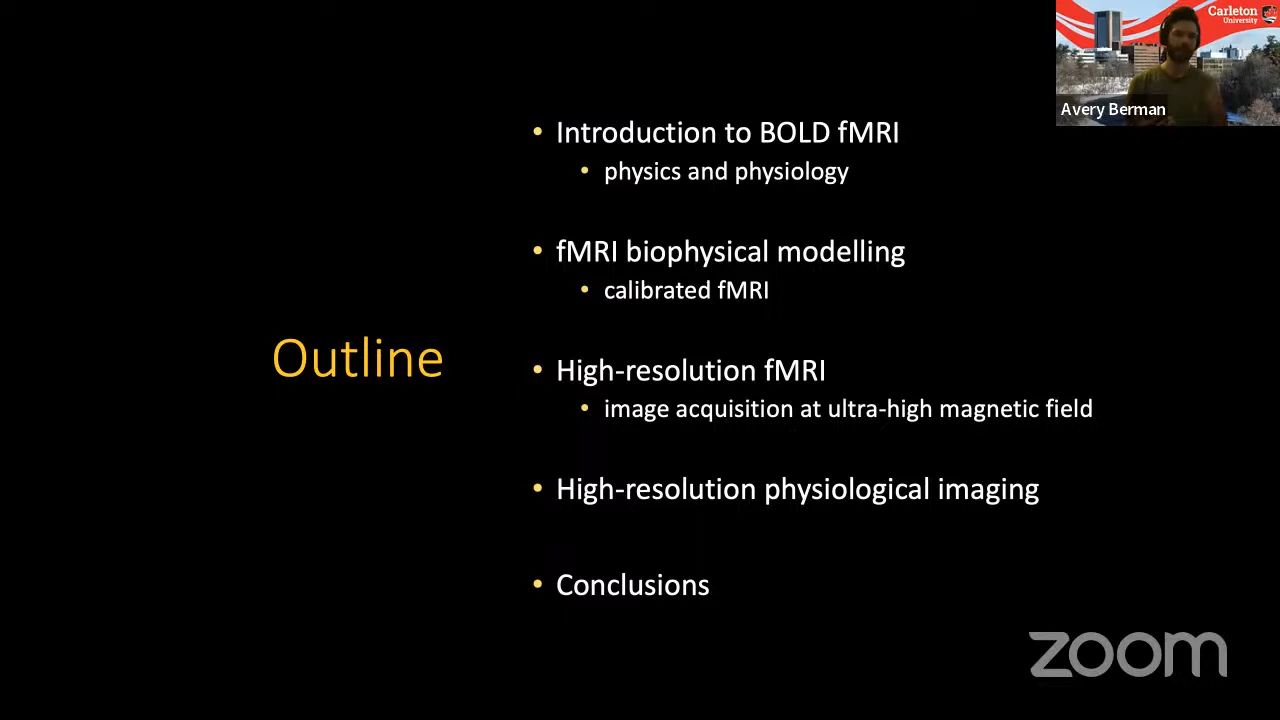 Carleton
University
Avery Berman
Outline
• Introduction to BOLD fMRI
• physics and physiology
• fMRI biophysical modelling
• calibrated fMRI
• High-resolution fMRI
• image acquisition at ultra-high magnetic field
• High-resolution physiological imaging
• Conclusions
zoom